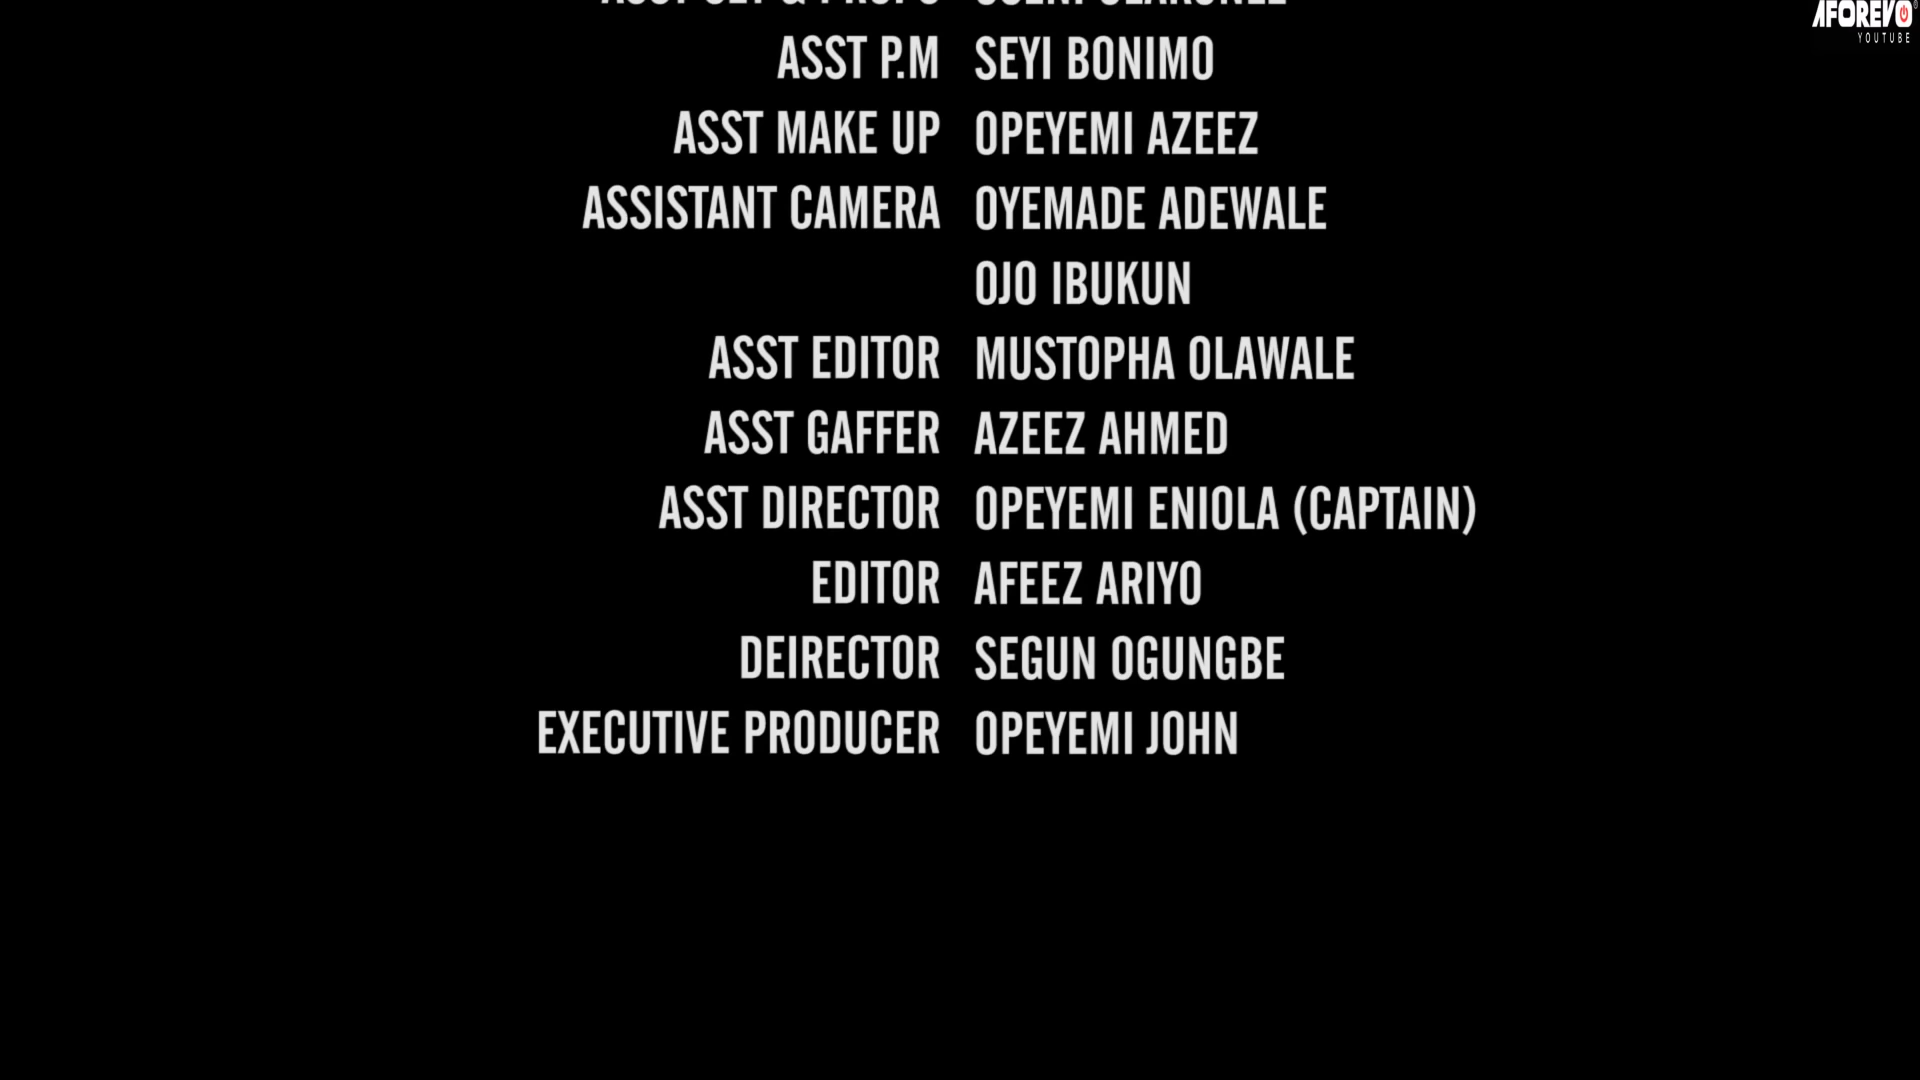 ASST P.M SEYI BONIMO
ASST MAKE UP OPEYEMI AZEEZ
ASSISTANT CAMERA OYEMADE ADEWALE
OJO IBUKUN
ASST EDITOR MUSTOPHA OLAWALE
ASST GAFFER AZEEZ AHMED
ASST DIRECTOR OPEYEMI ENIOLA (CAPTAIN)
EDITOR AFEEZ ARIYO
DEIRECTOR SEGUN OGUNGBE
EXECUTIVE PRODUCER OPEYEMI JOHN
AFOREVO
YOUTUBE